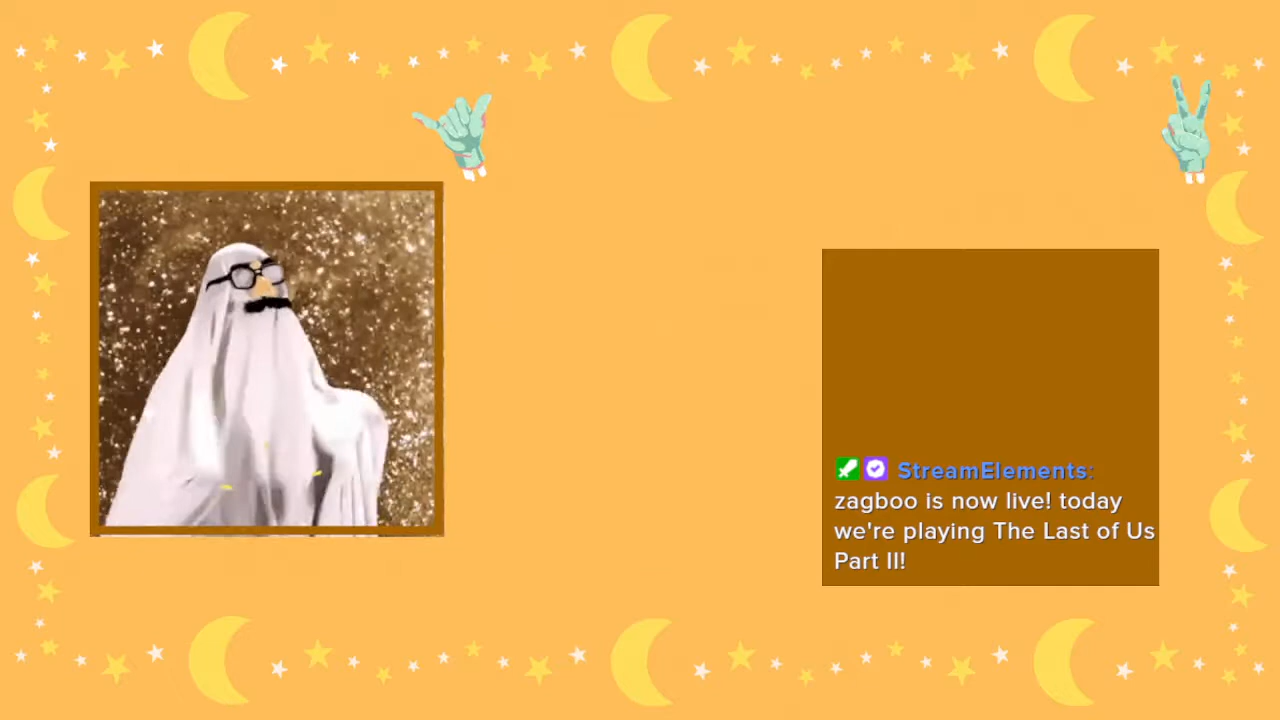 StreamElements:
zagboo is now live! today
we're playing The Last of Us
Part II!